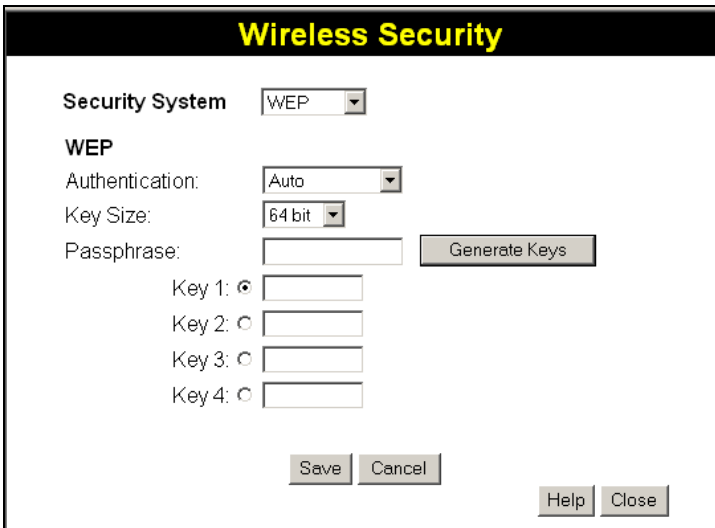 Wireless Security
Security System WEP
WEP
Authentication: Auto
Key Size: 64 bit
Passphrase: Generate Keys
Key 1:
Key 2:
Key 3:
Key 4:
Save Cancel
Help Close